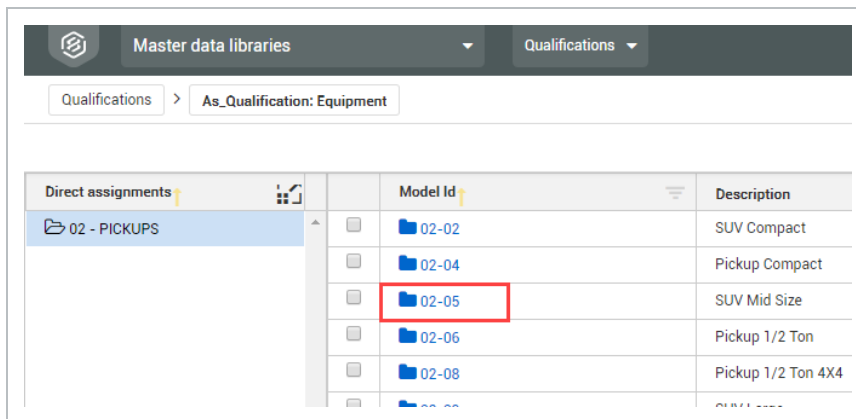 Master data libraries Qualifications
Qualifications > As_Qualification: Equipment
Direct assignments Model Id Description
02 - PICKUPS 02-02 SUV Compact
02-04 Pickup Compact
02-05 SUV Mid Size
02-06 Pickup 1/2 Ton
02-08 Pickup 1/2 Ton 4X4